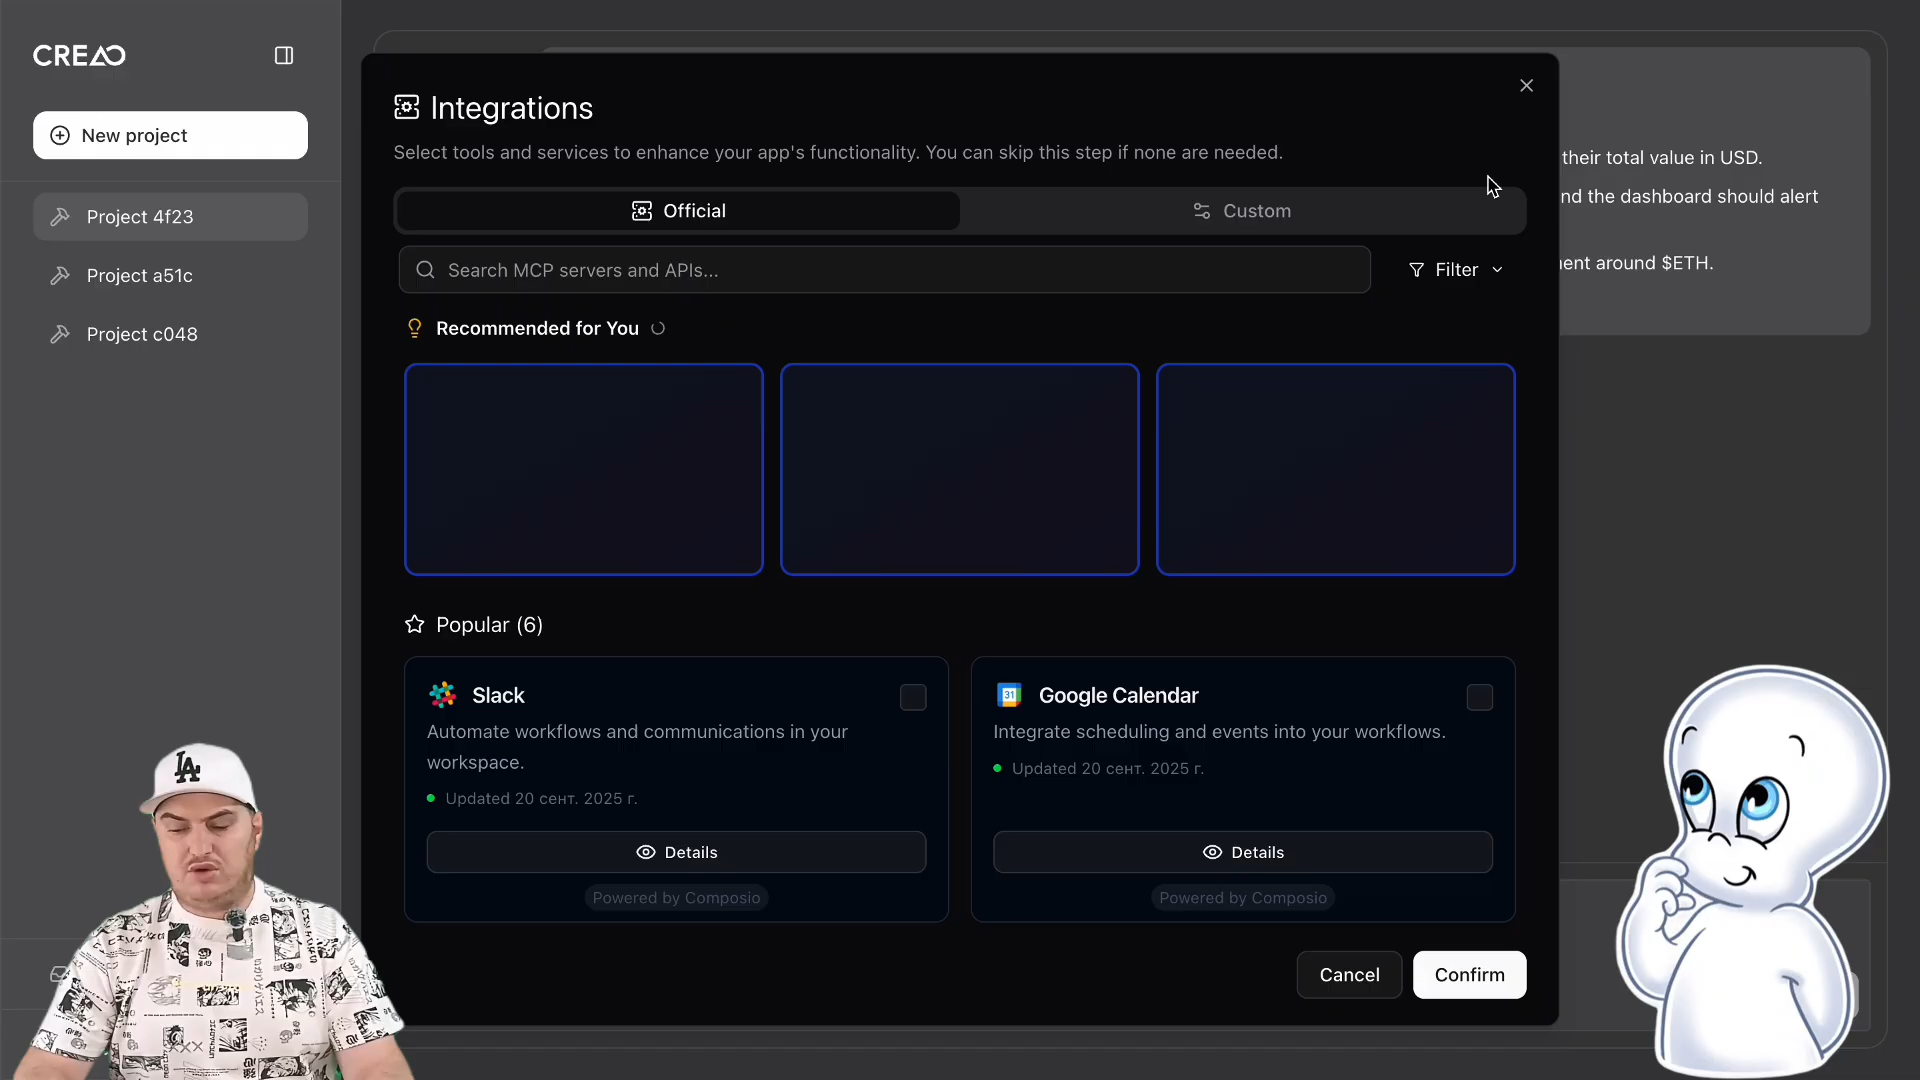 CREAO
New project
Project 4f23
Project a51c
Project c048
Integrations
Select tools and services to enhance your app's functionality. You can skip this step if none are needed.
Official
Custom
Search MCP servers and APIs...
Filter
Recommended for You
Popular (6)
Slack
Automate workflows and communications in your
workspace.
Updated 20 сент. 2025 г.
Details
Powered by Composio
Google Calendar
31
Integrate scheduling and events into your workflows.
Updated 20 сент. 2025 г.
Details
Powered by Composio
Cancel
Confirm
their total value in USD.
nd the dashboard should alert
ent around $ETH.
LA